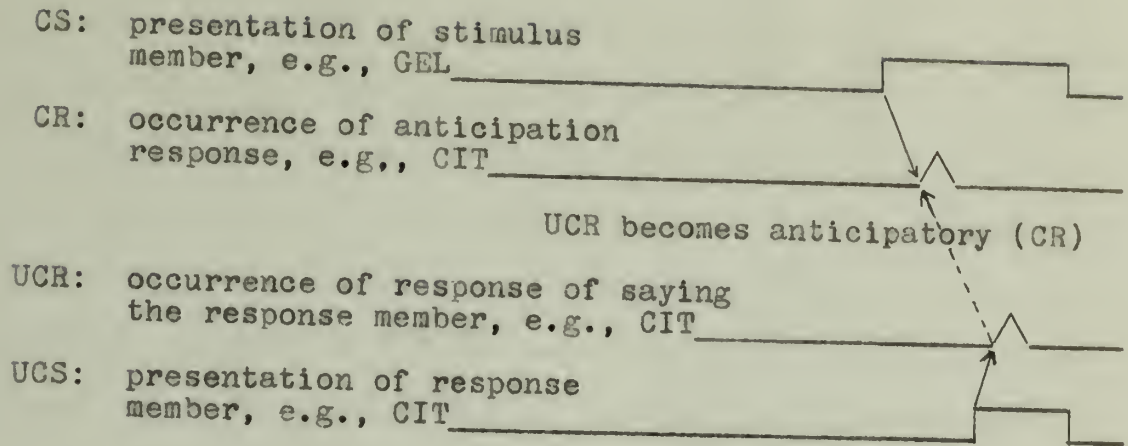 CS: presentation of stimulus
member, e.g., GEL
CR: occurrence of anticipation
response, e.g., CIT
UCR becomes anticipatory (CR)
UCR: occurrence of response of saying
the response member, e.g., CIT
UCS: presentation of response
member, e.g., CIT